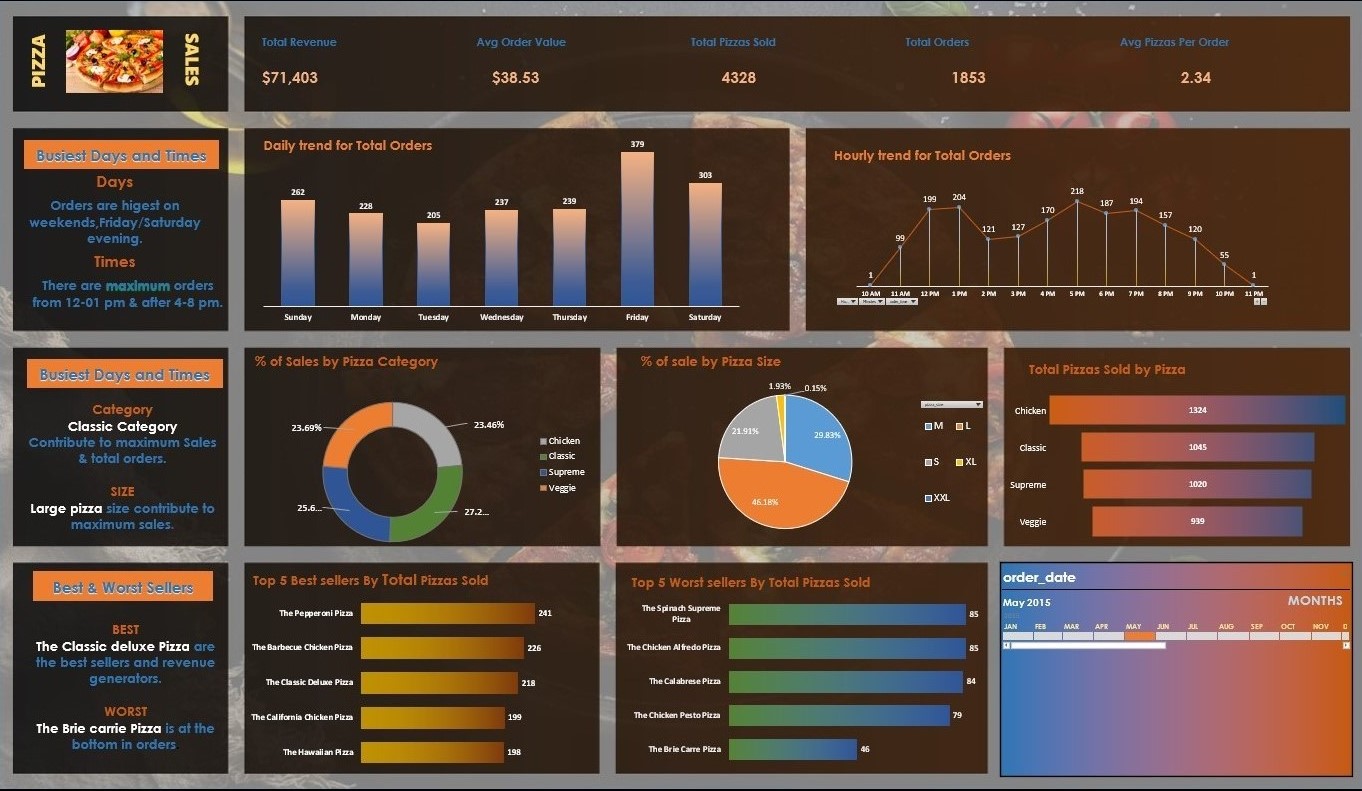 PIZZA
SALES
Total Revenue
$71,403
Avg Order Value
$38.53
Total Pizzas Sold
4328
Total Orders
1853
Avg Pizzas Per Order
2.34
Busiest Days and Times
Days
Orders are higest on
weekends,Friday/Saturday
evening.
Times
There are maximum orders
from 12-01 pm & after 4-8 pm.
Daily trend for Total Orders
262
228
205
237
239
379
303
Sunday
Monday
Tuesday
Wednesday
Thursday
Friday
Saturday
Hourly trend for Total Orders
1
99
199
204
121
127
170
218
187
194
157
120
55
1
10 AM
11 AM
12 PM
1 PM
2 PM
3 PM
4 PM
5 PM
6 PM
7 PM
8 PM
9 PM
10 PM
11 PM
Busiest Days and Times
Category
Classic Category
Contribute to maximum Sales
& total orders.
SIZE
Large pizza size contribute to
maximum sales.
% of Sales by Pizza Category
23.69%
23.46%
25.6...
27.2...
Chicken
Classic
Supreme
Veggie
% of sale by Pizza Size
1.93%
0.15%
21.91%
29.83%
46.18%
pizza_size
M
L
S
XL
XXL
Total Pizzas Sold by Pizza
Chicken 1324
Classic 1045
Supreme 1020
Veggie 939
Best & Worst Sellers
BEST
The Classic deluxe Pizza are
the best sellers and revenue
generators.
WORST
The Brie carrie Pizza is at the
bottom in orders
Top 5 Best sellers By Total Pizzas Sold
The Pepperoni Pizza 241
The Barbecue Chicken Pizza 226
The Classic Deluxe Pizza 218
The California Chicken Pizza 199
The Hawaiian Pizza 198
Top 5 Worst sellers By Total Pizzas Sold
The Spinach Supreme
Pizza 85
The Chicken Alfredo Pizza 85
The Calabrese Pizza 84
The Chicken Pesto Pizza 79
The Brie Carre Pizza 46
order_date
May 2015
MONTHS
JAN FEB MAR APR MAY JUN JUL AUG SEP OCT NOV D